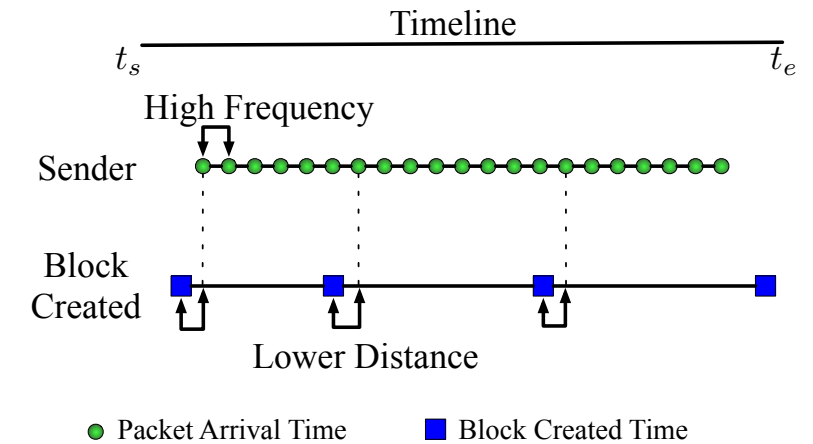 Timeline
t_s t_e
High Frequency
Sender
Block
Created
Lower Distance
Packet Arrival Time Block Created Time